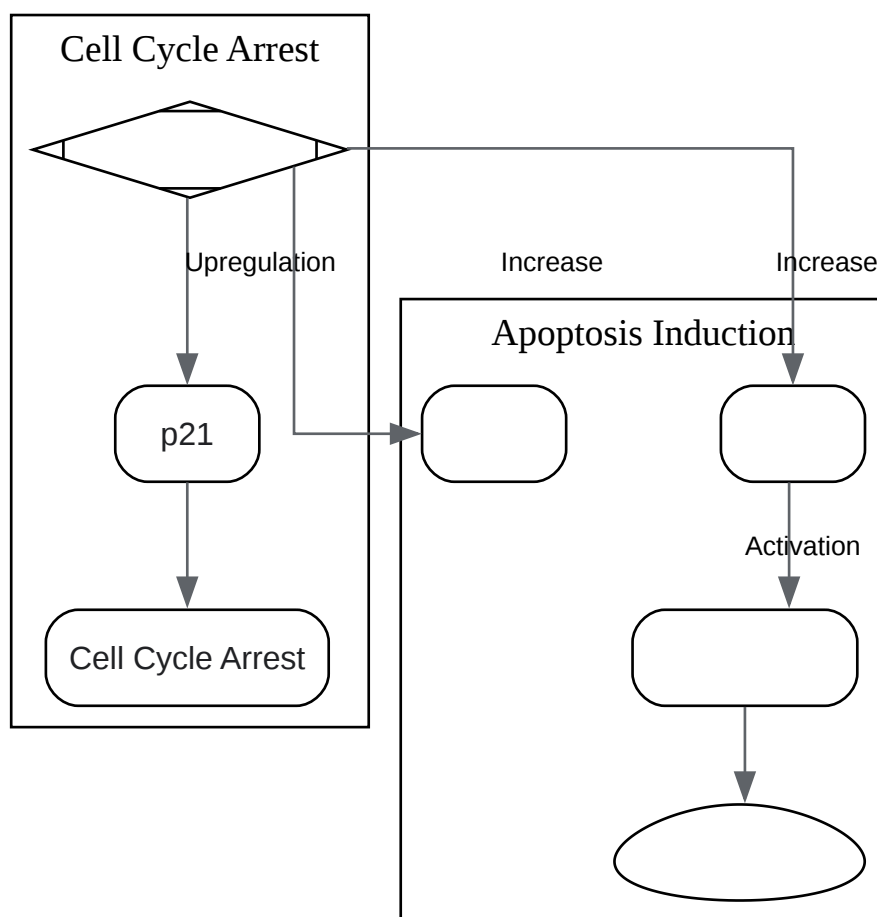 Cell Cycle Arrest
Upregulation
Increase
Increase
Apoptosis Induction
p21
Activation
Cell Cycle Arrest